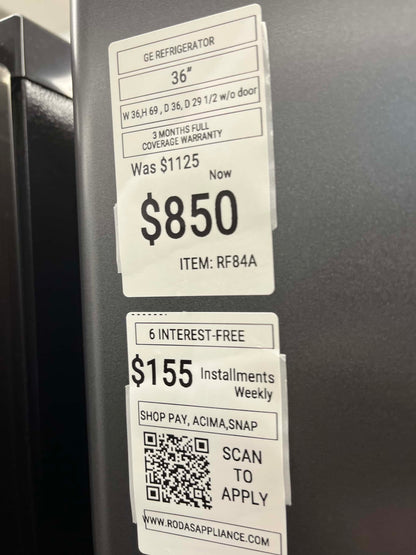 GE REFRIGERATOR
36"
W 36,H 69 , D 36, D 29 1/2 w/o door
3 MONTHS FULL
COVERAGE WARRANTY
Was $1125
Now
$850
ITEM: RF84A
6 INTEREST-FREE
$155 Installments
Weekly
SHOP PAY, ACIMA,SNAP
SCAN
TO
APPLY
WWW.RODASAPPLIANCE.COM